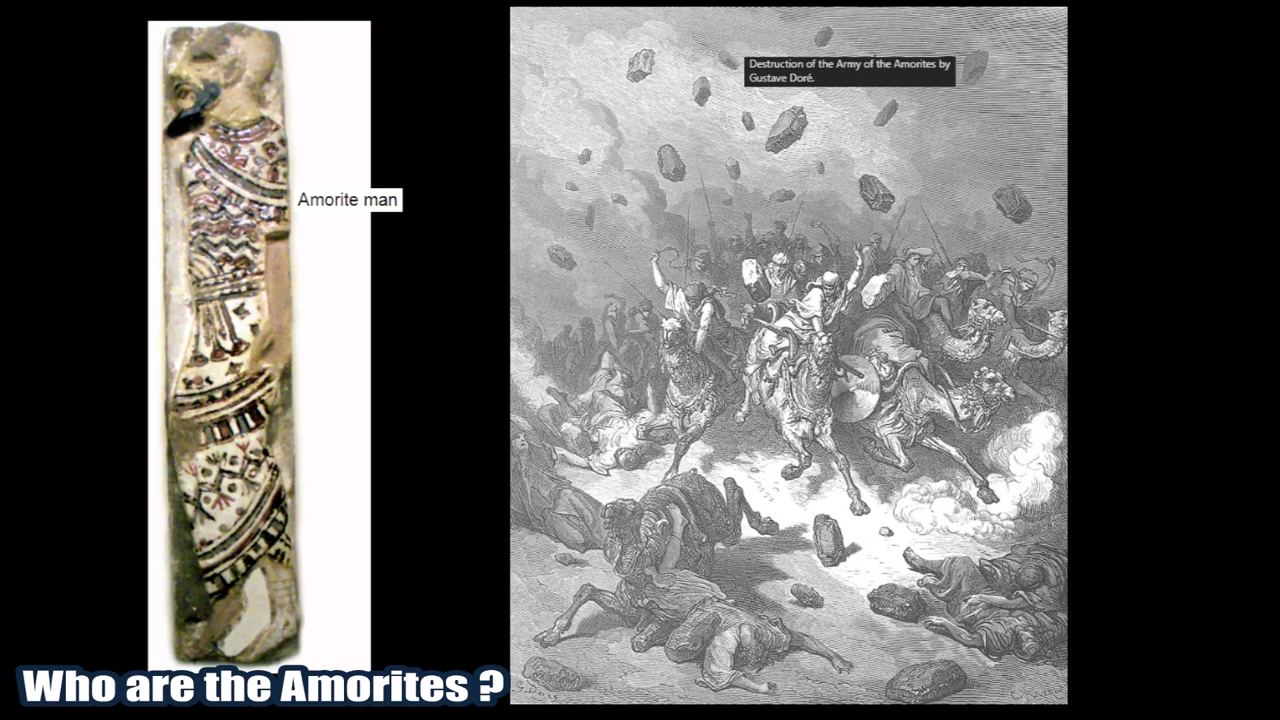 Destruction of the Army of the Amorites by
Gustave Doré.
Amorite man
Who are the Amorites ?